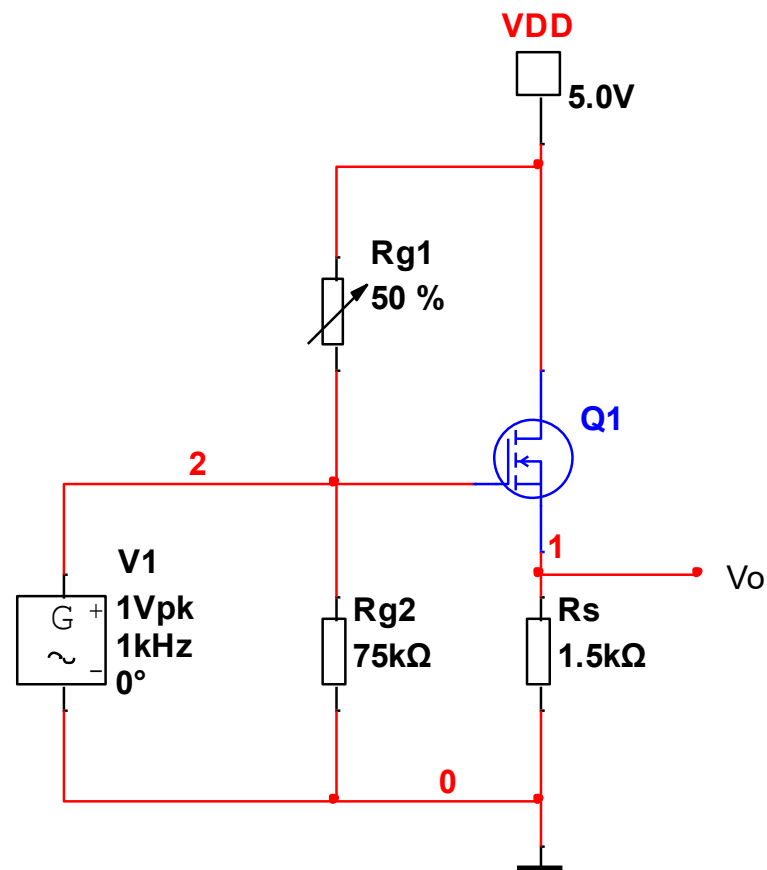 VDD
5.0V
Rg1
50 %
Q1
2
1
V1
1Vpk
1kHz
0°
G
+
−
Rg2
75kΩ
Rs
1.5kΩ
Vo
0